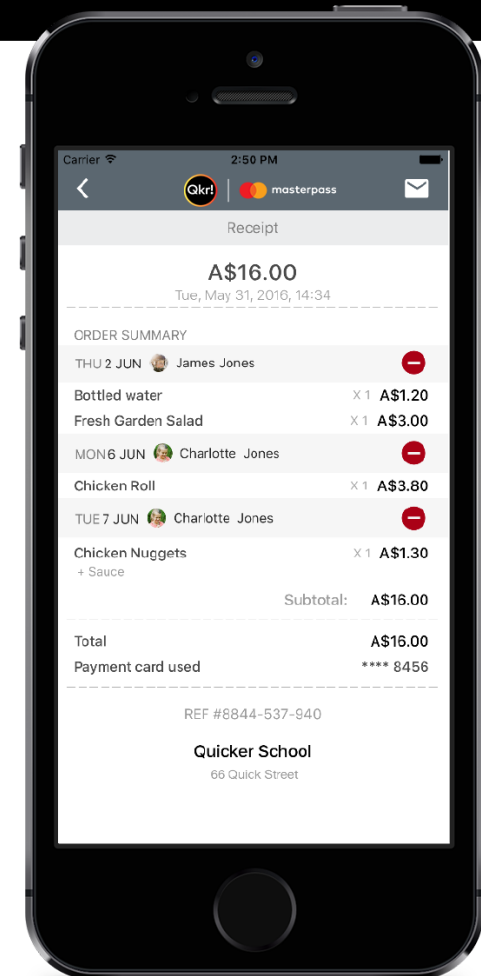 Carrier 2:50 PM
Qkr! masterpass
Receipt
A$16.00
Tue, May 31, 2016, 14:34
ORDER SUMMARY
THU 2 JUN James Jones
Bottled water X 1 A$1.20
Fresh Garden Salad X 1 A$3.00
MON 6 JUN Charlotte Jones
Chicken Roll X 1 A$3.80
TUE 7 JUN Charlotte Jones
Chicken Nuggets X 1 A$1.30
+ Sauce
Subtotal: A$16.00
Total A$16.00
Payment card used **** 8456
REF #8844-537-940
Quicker School
66 Quick Street